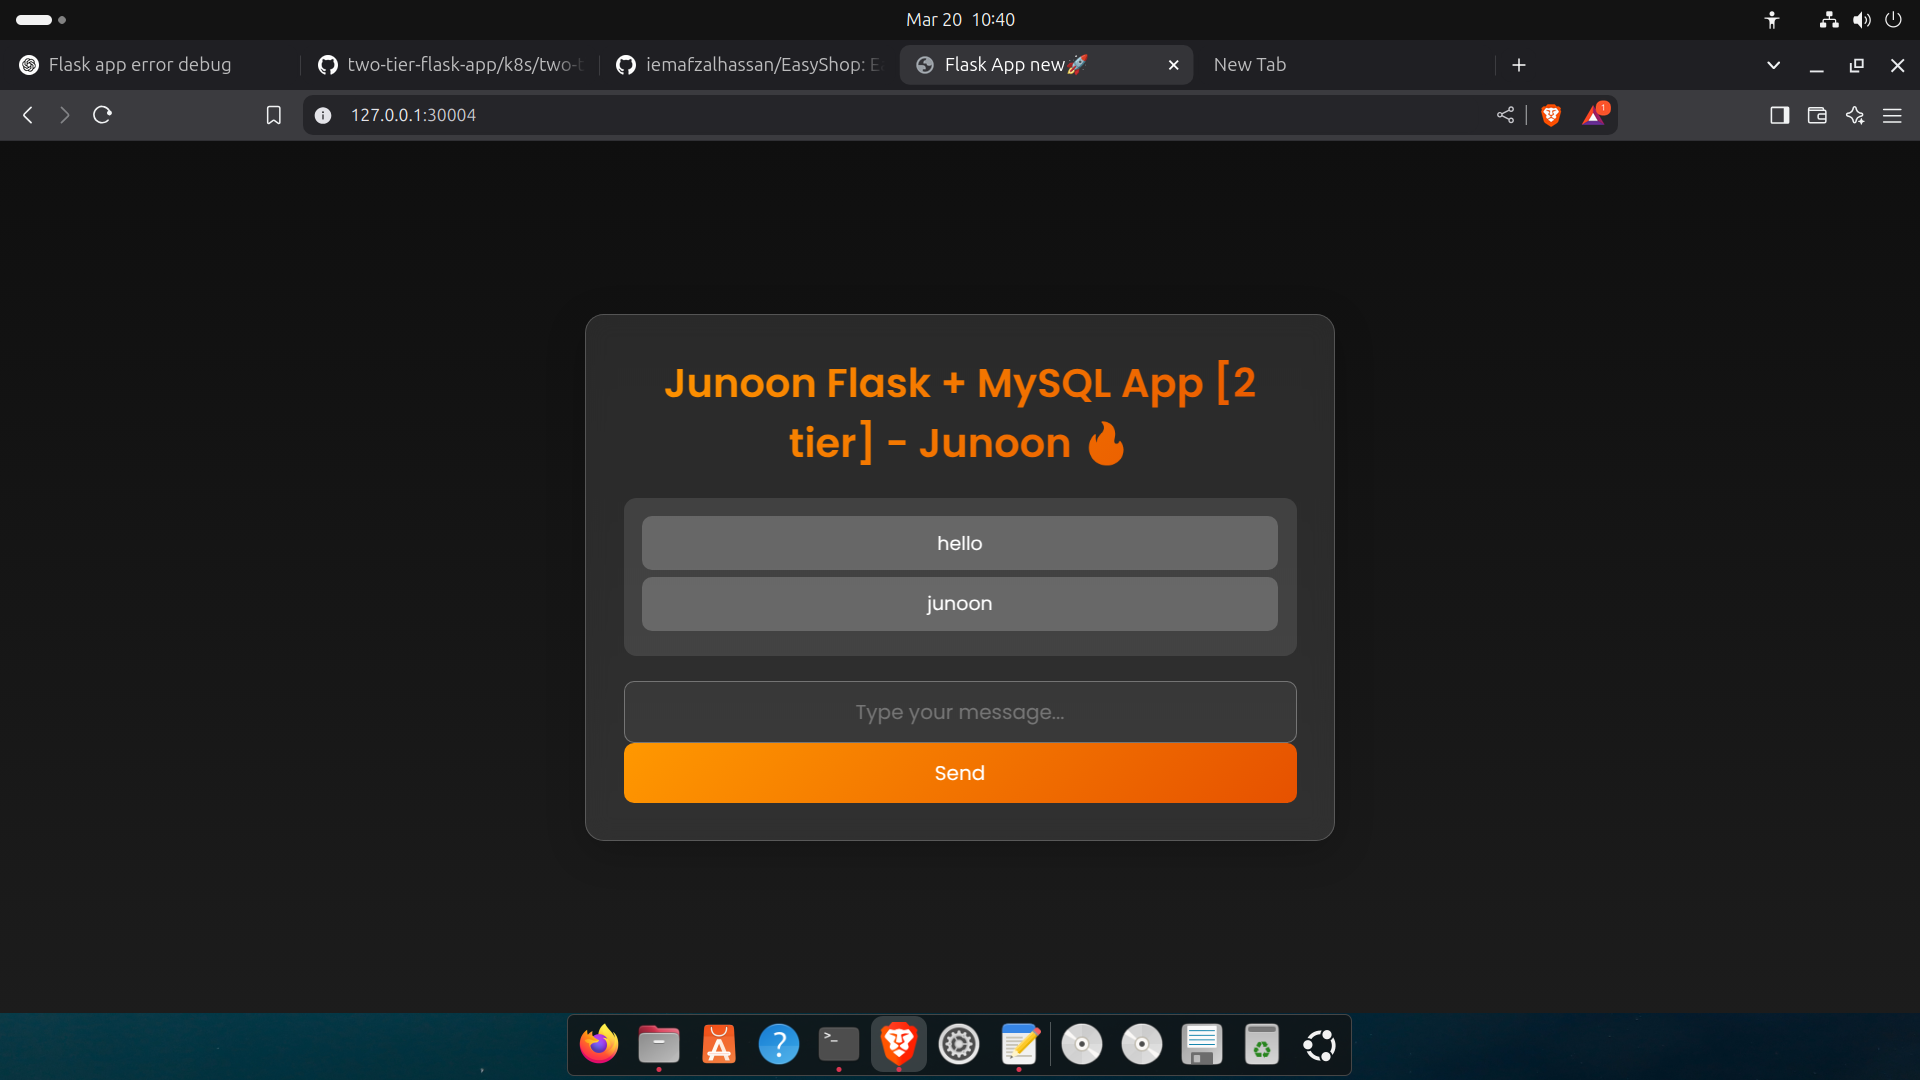 Mar 20 10:40
Flask app error debug
two-tier-flask-app/k8s/two-t
iemafzalhassan/EasyShop: Ea
Flask App new🚀
New Tab
127.0.0.1:30004
1
Junoon Flask + MySQL App [2
tier] - Junoon 🔥
hello
junoon
Type your message...
Send